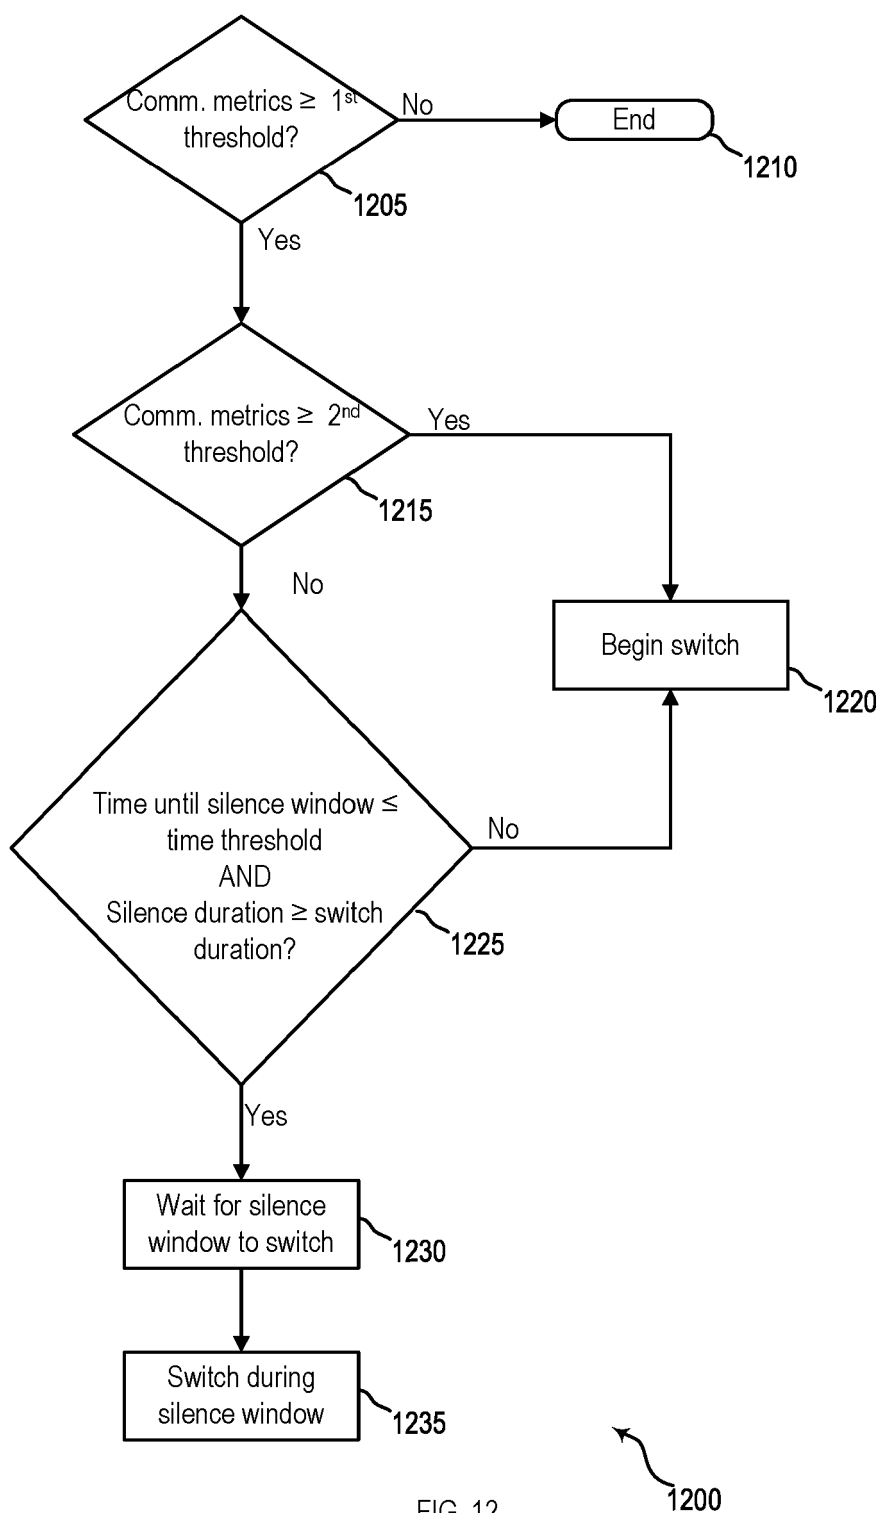 Comm. metrics ≥ 1st
threshold?
No
End
1210
1205
Yes
Comm. metrics ≥ 2nd
threshold?
Yes
1215
No
Begin switch
1220
Time until silence window ≤
time threshold
AND
Silence duration ≥ switch
duration?
No
1225
Yes
Wait for silence
window to switch
1230
Switch during
silence window
1235
1200
FIG. 12